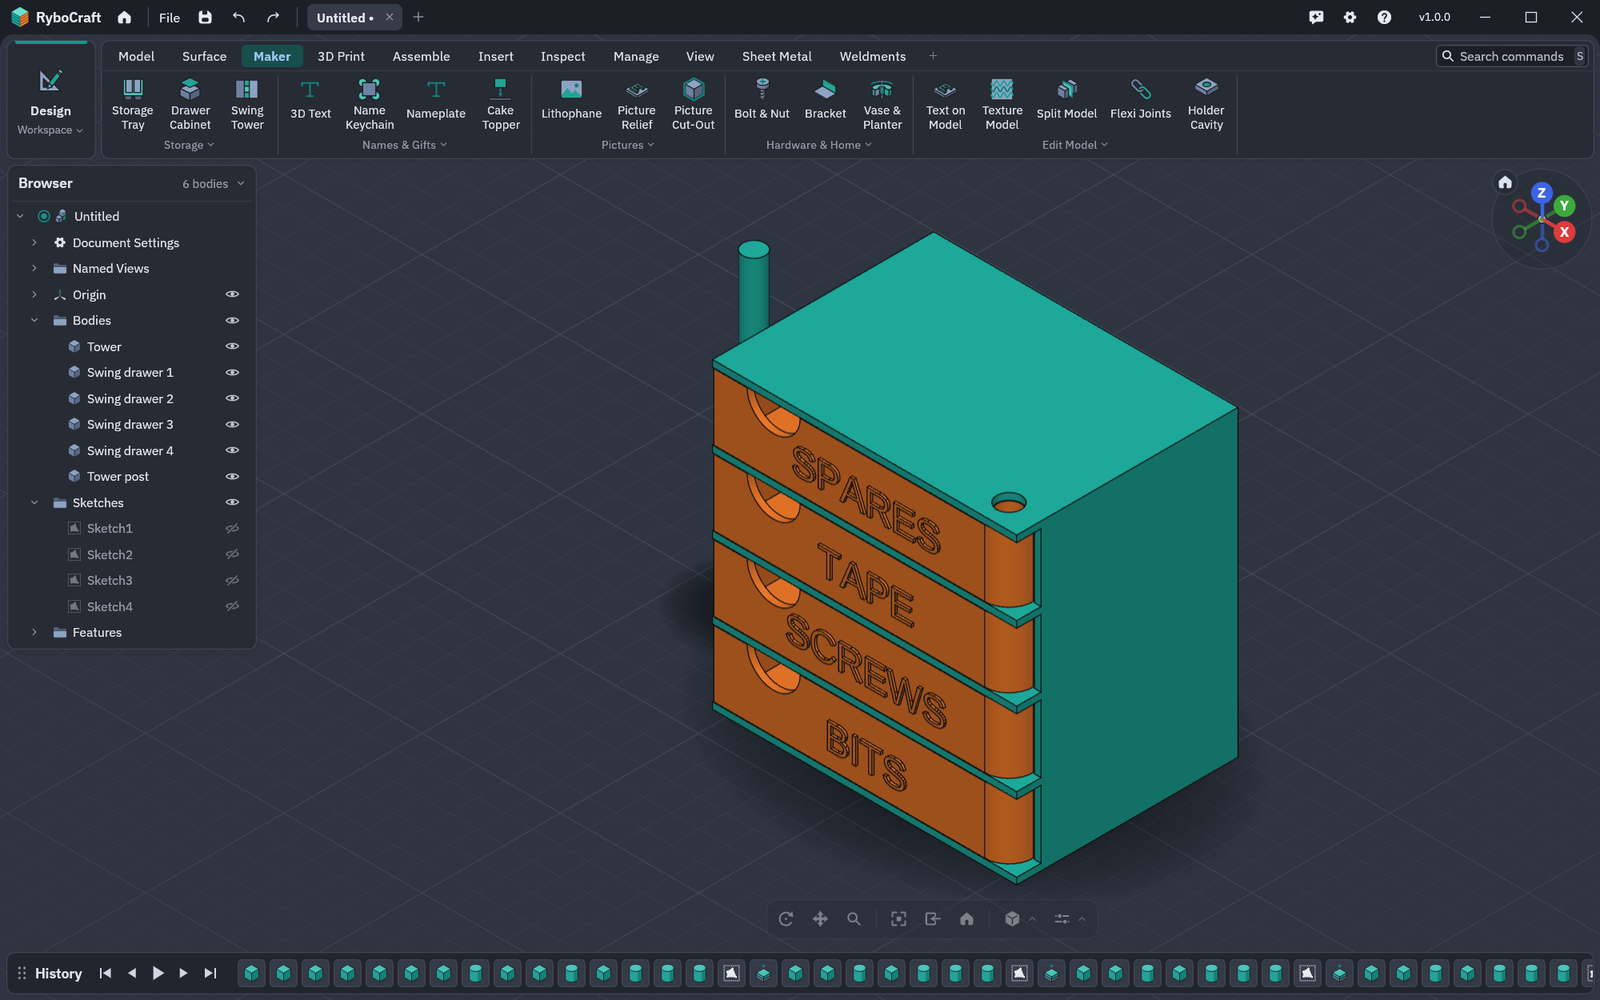 RyboCraft
File
Untitled •
v1.0.0
Design
Workspace
Model Surface Maker 3D Print Assemble Insert Inspect Manage View Sheet Metal Weldments
Search commands S
Storage Tray
Drawer Cabinet
Swing Tower
Storage
3D Text
Name Keychain
Nameplate
Cake Topper
Names & Gifts
Lithophane
Picture Relief
Picture Cut-Out
Pictures
Bolt & Nut
Bracket
Vase & Planter
Hardware & Home
Text on Model
Texture Model
Split Model
Flexi Joints
Holder Cavity
Edit Model
Browser 6 bodies
Untitled
Document Settings
Named Views
Origin
Bodies
Tower
Swing drawer 1
Swing drawer 2
Swing drawer 3
Swing drawer 4
Tower post
Sketches
Sketch1
Sketch2
Sketch3
Sketch4
Features
Z
Y
X
SPARES
TAPE
SCREWS
BITS
History